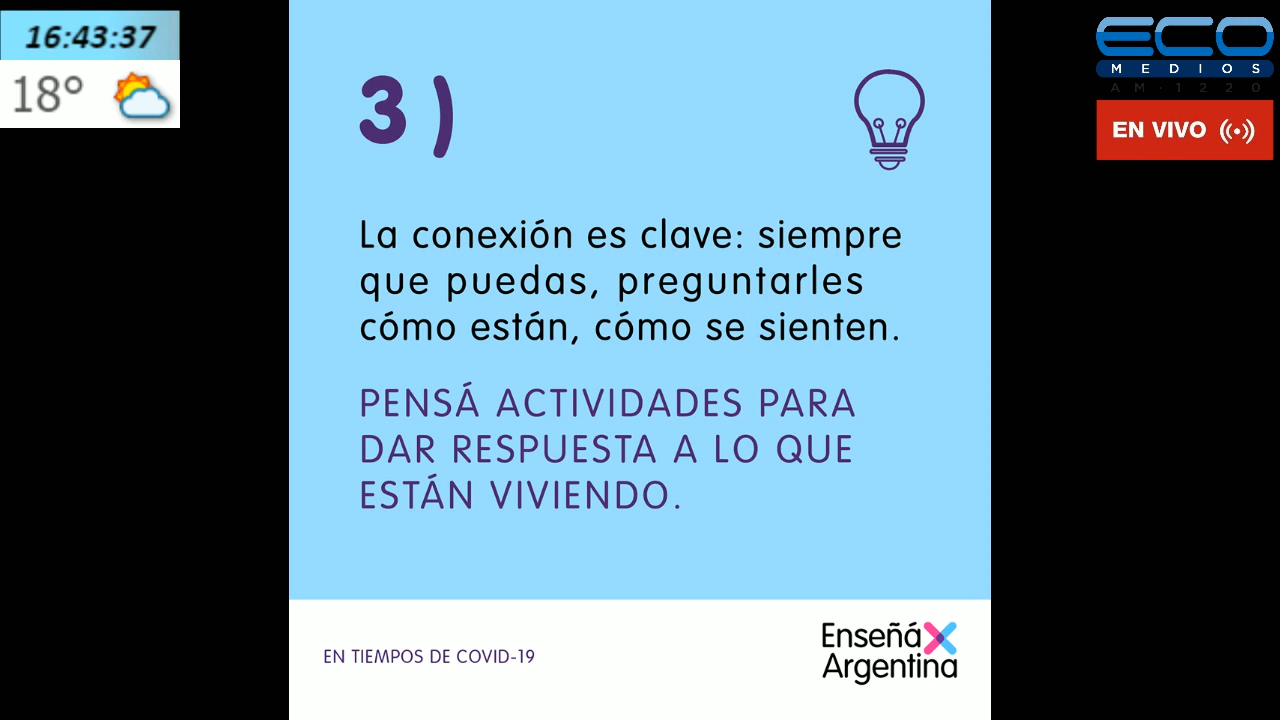 16:43:37
18°
ECO
MEDIOS
AM·1220
EN VIVO
3)
La conexión es clave: siempre
que puedas, preguntarles
cómo están, cómo se sienten.
PENSÁ ACTIVIDADES PARA
DAR RESPUESTA A LO QUE
ESTÁN VIVIENDO.
EN TIEMPOS DE COVID-19
EnseñáX
Argentina